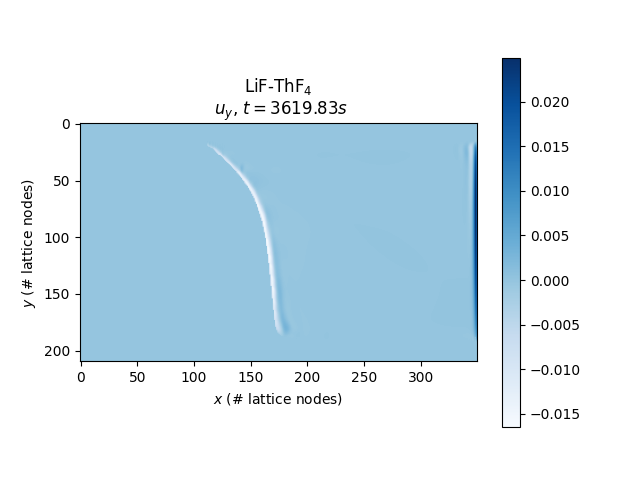 LiF-ThF₄
u_y, t = 3619.83s
0
50
100
150
200
y (# lattice nodes)
0 50 100 150 200 250 300
x (# lattice nodes)
0.020
0.015
0.010
0.005
0.000
−0.005
−0.010
−0.015